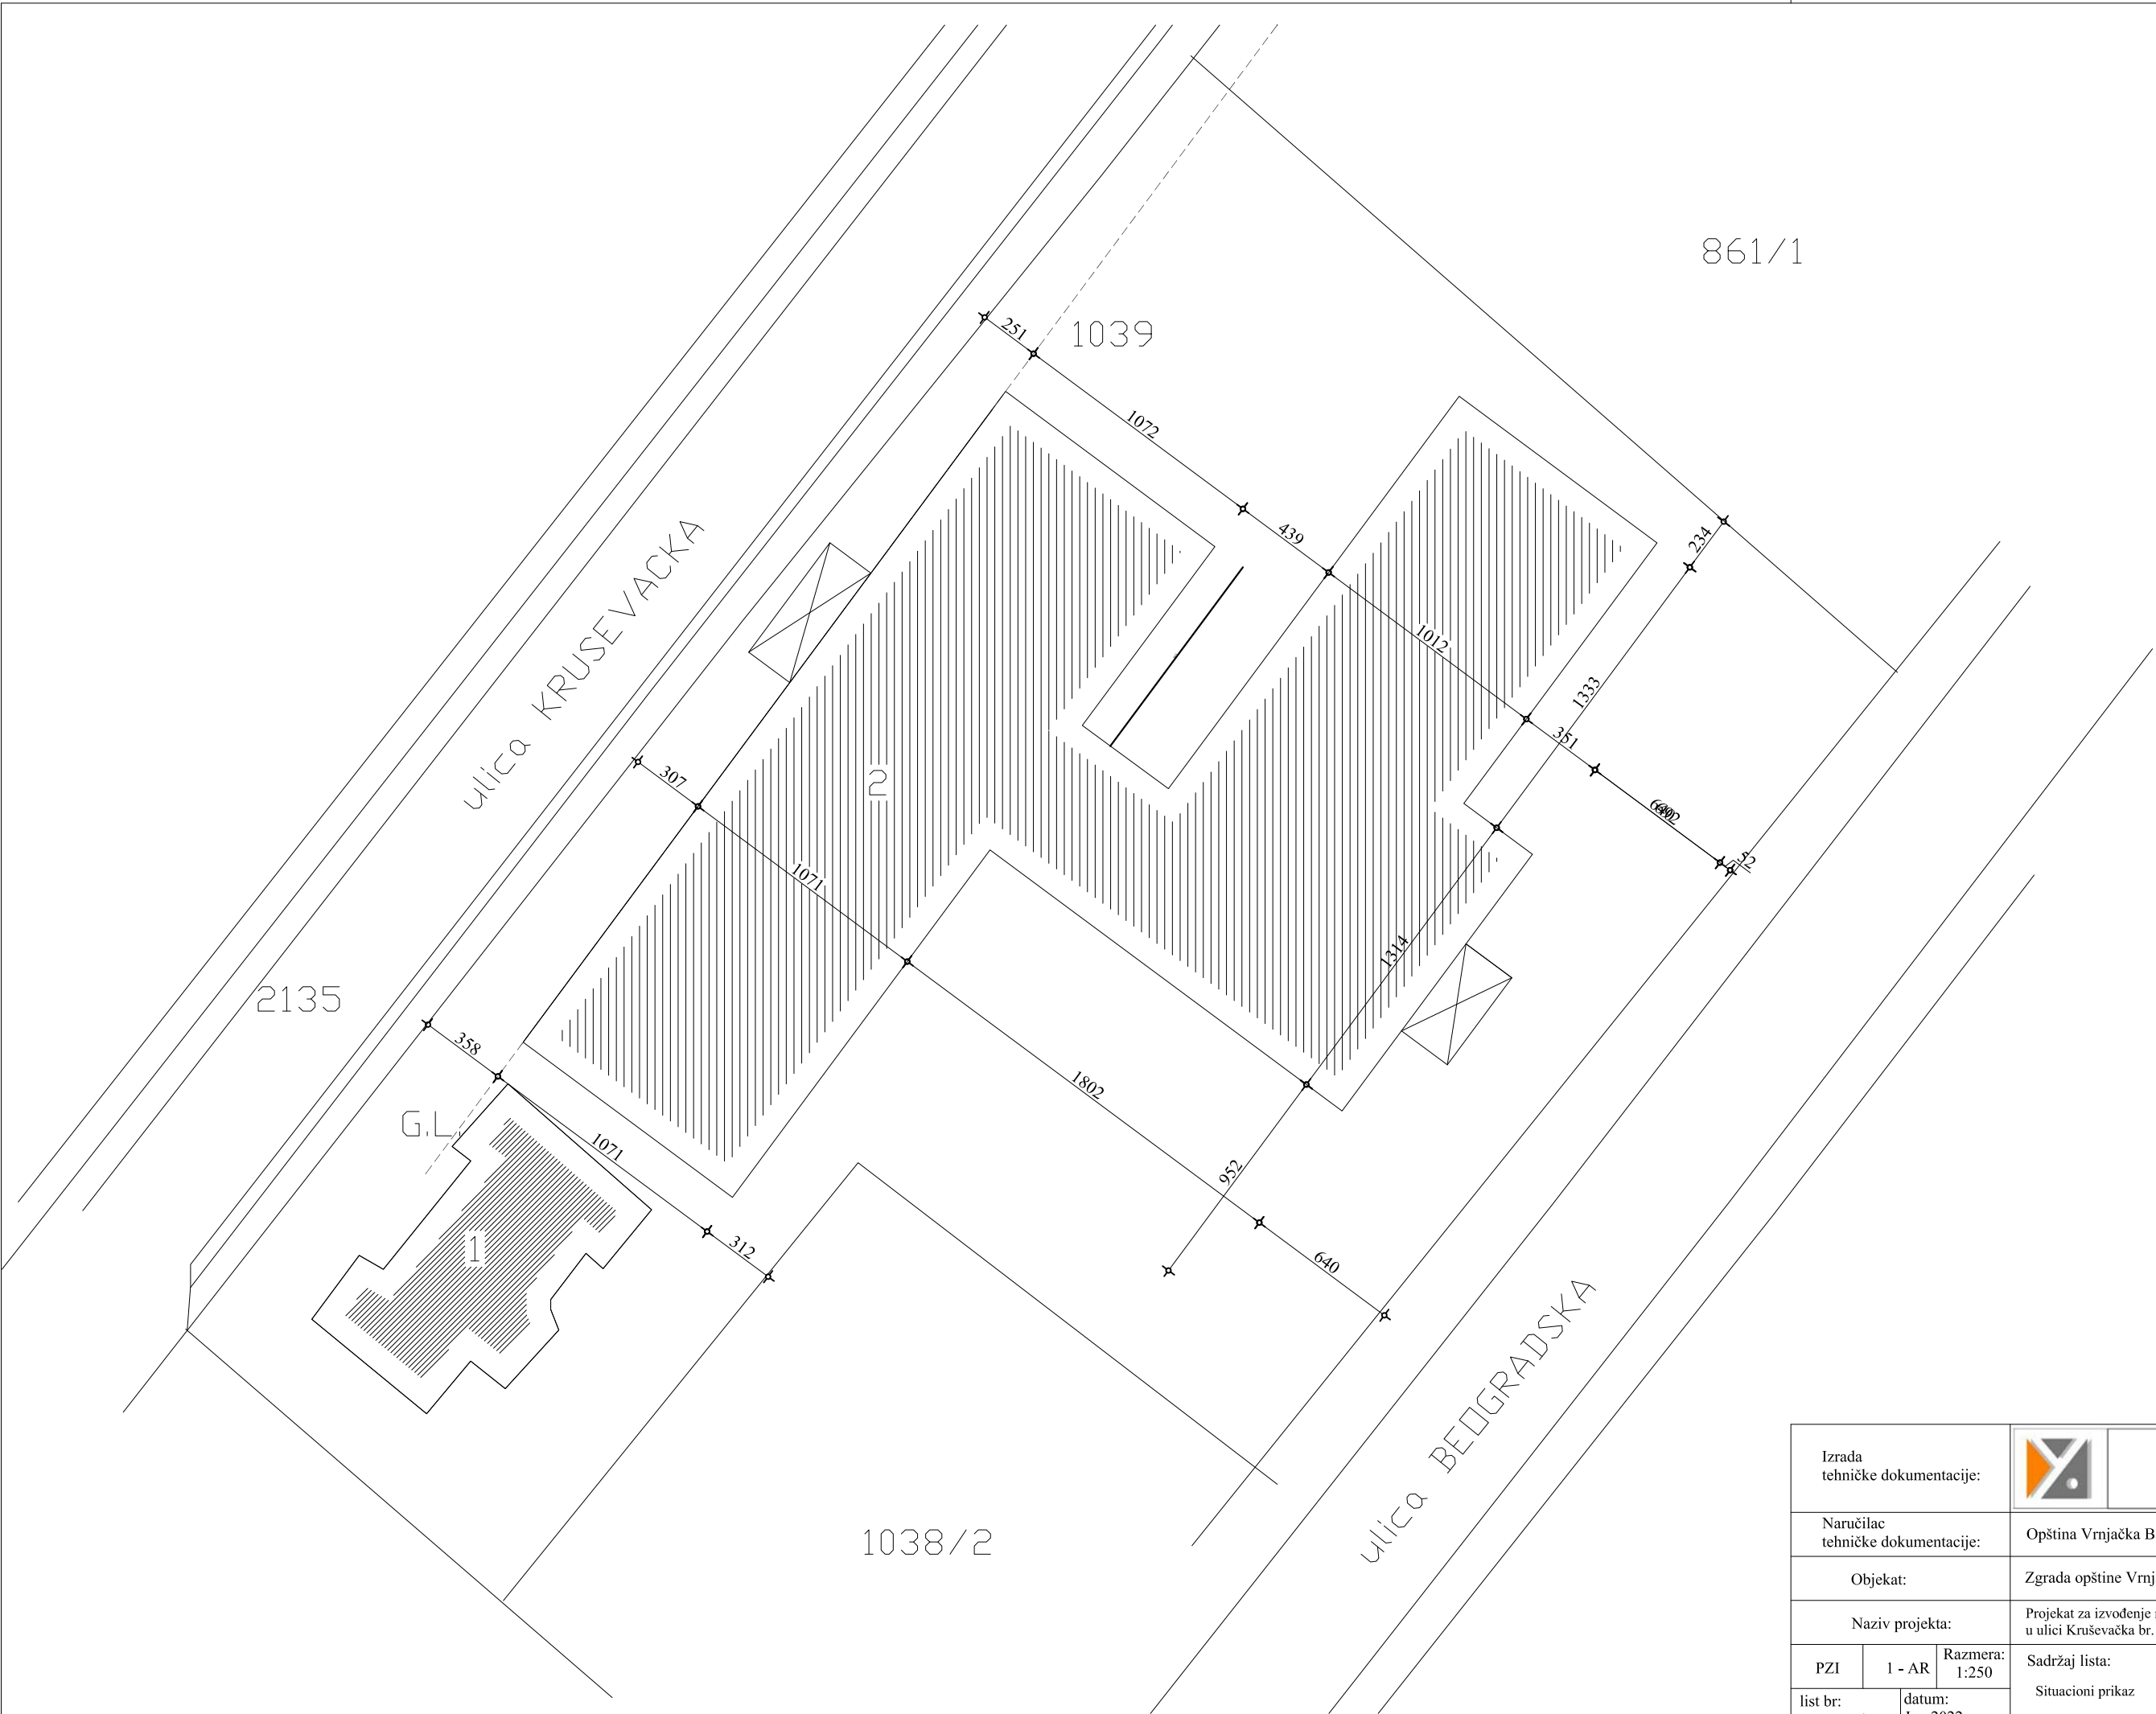 861/1
1039
251
1072
439
234
1012
1333
351
52
ulica KRUSEVACKA
307
2
1071
1314
2135
358
G.L.
1802
1071
952
312
640
1
ulica BEOGRADSKA
1038/2
Izrada
tehničke dokumentacije:
Naručilac
tehničke dokumentacije:
Opština Vrnjačka B
Objekat:
Zgrada opštine Vrnj
Naziv projekta:
Projekat za izvođenje
u ulici Kruševačka br.
PZI
1 - AR
Razmera:
1:250
Sadržaj lista:
Situacioni prikaz
list br:
datum: